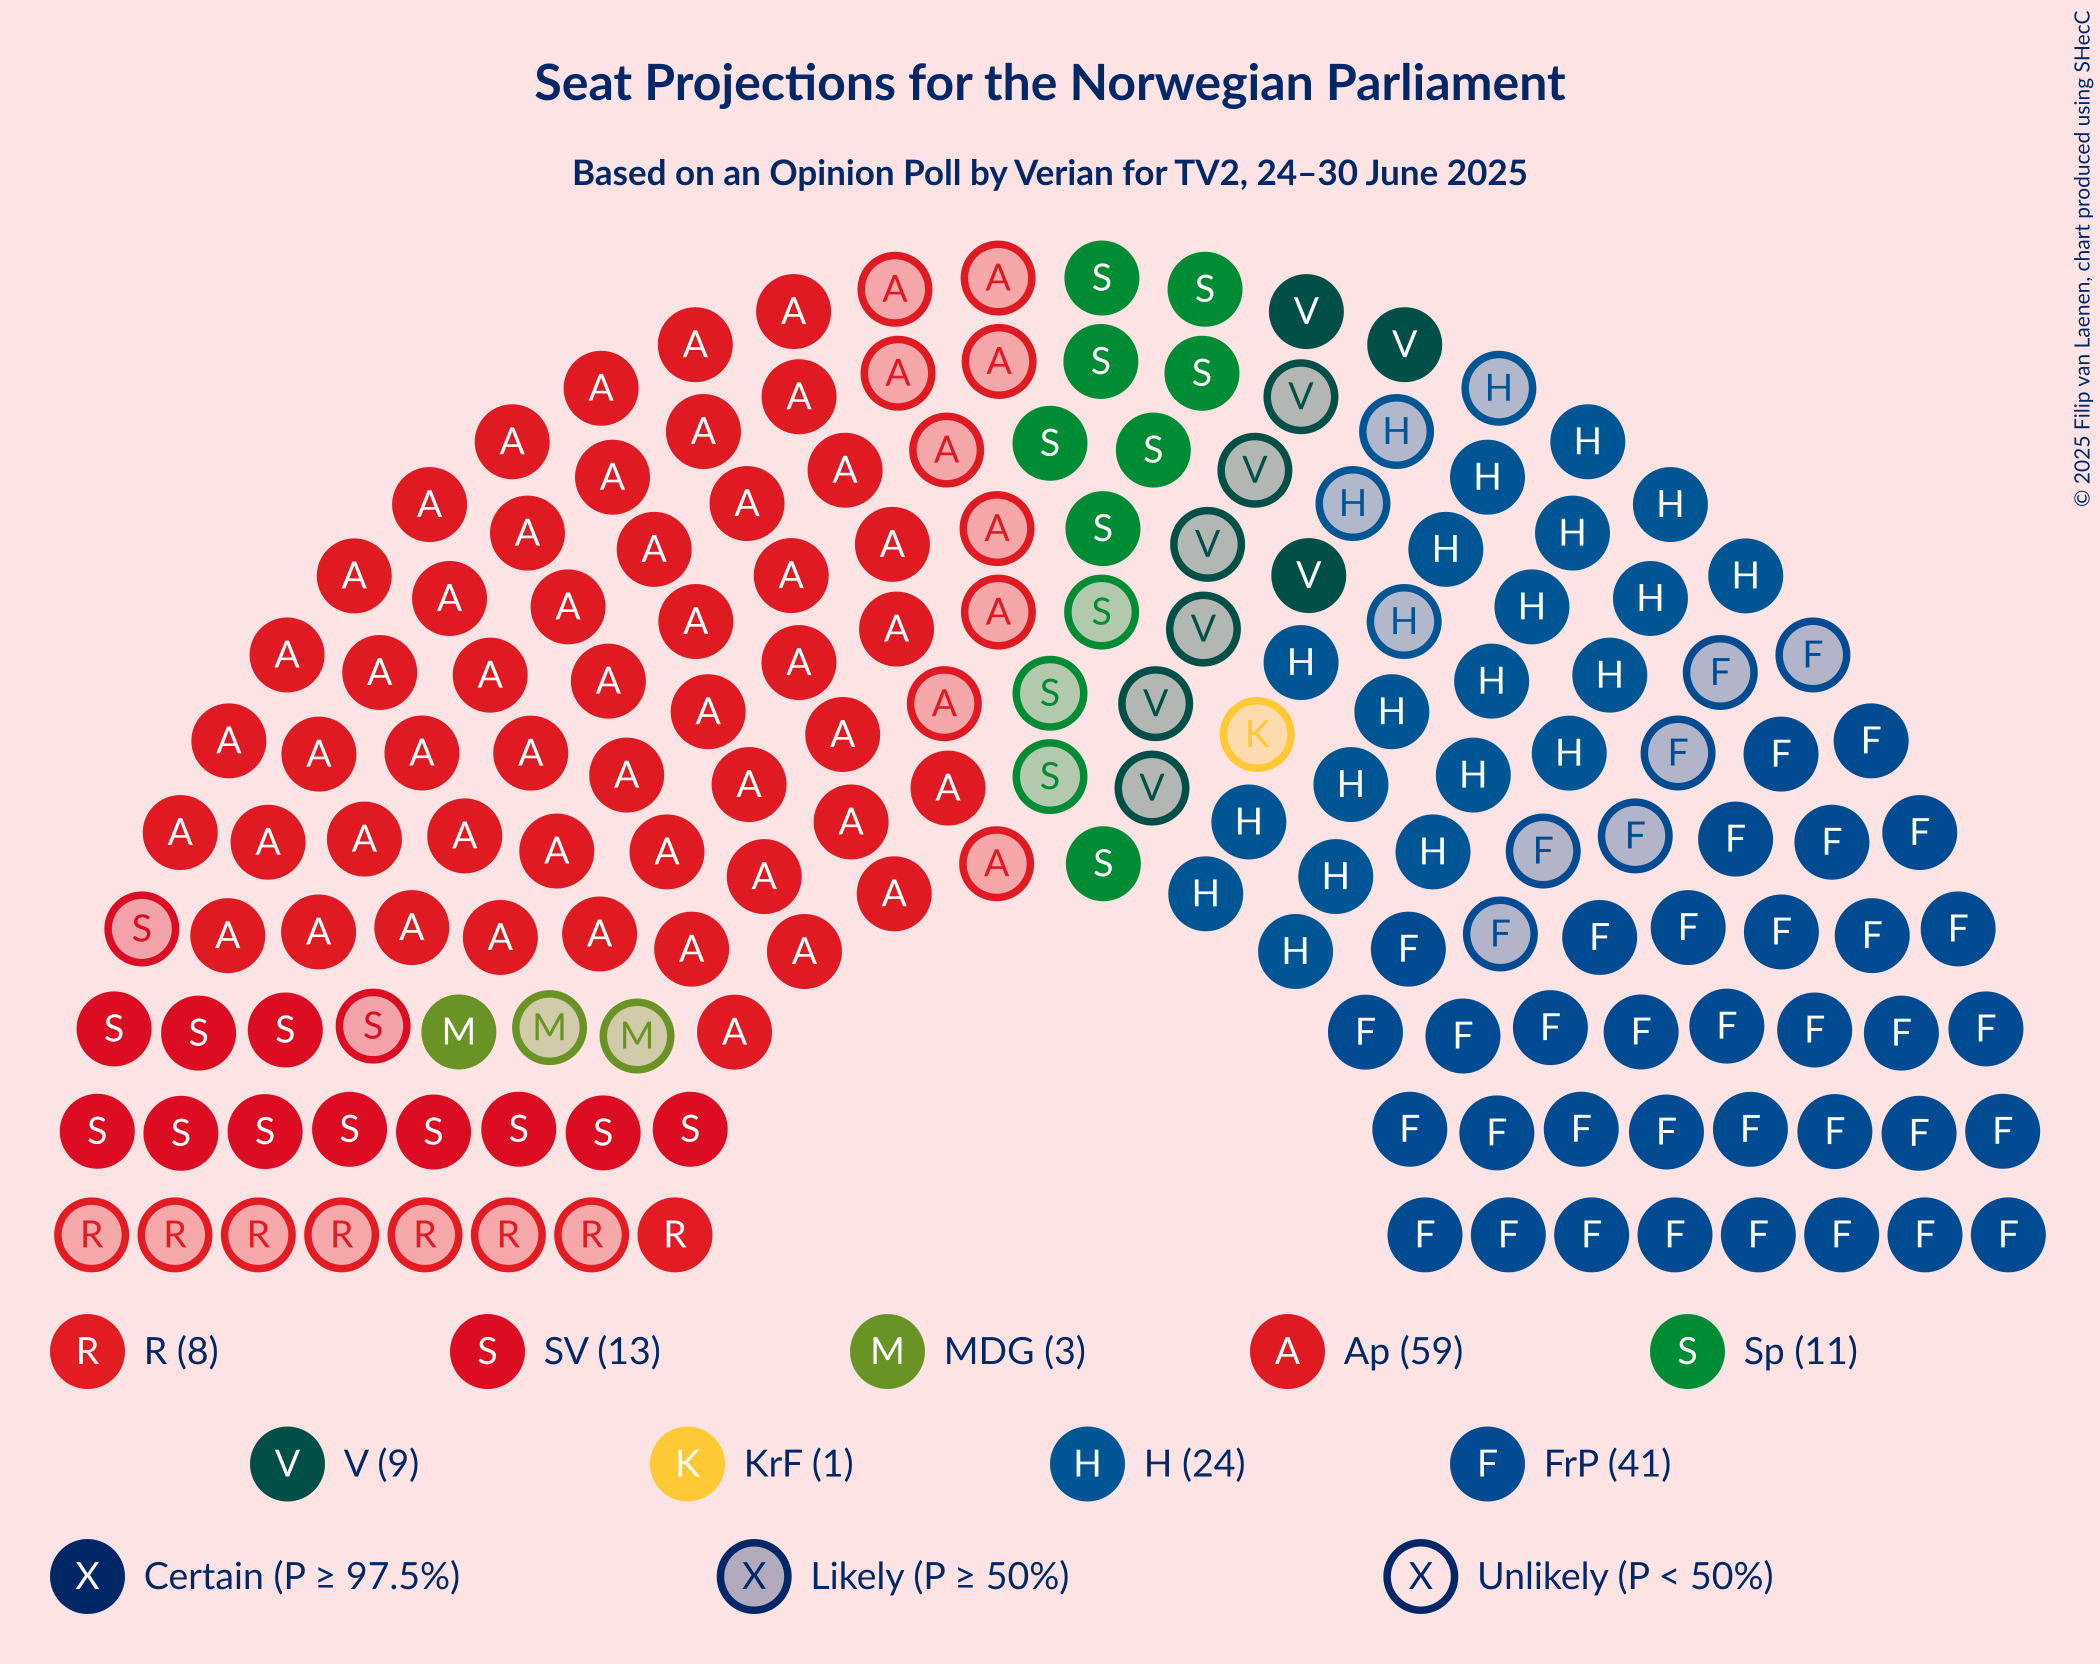 Seat Projections for the Norwegian Parliament
Based on an Opinion Poll by Verian for TV2, 24–30 June 2025
© 2025 Filip van Laenen, chart produced using SHecC
A A S S
A V
A A A S S V
A V H
A A A S V H
A A S H H
A A A V H
A A A A S V H H
A A A A V H H
A A A A A S V H H H
A A A A V H H
A A A A A S A H F F
A A A A V K H H F
A A A A A A S V H H H F F F
A A A A A A H H F F F F
A A A A S H H
S A A A A A A A H F F F F F F F
S S S S M M M A F F F F F F F F
S S S S S S S S F F F F F F F F
R R R R R R R R F F F F F F F F
R R (8) S SV (13) M MDG (3) A Ap (59) S Sp (11)
V V (9) K KrF (1) H H (24) F FrP (41)
X Certain (P ≥ 97.5%) X Likely (P ≥ 50%) X Unlikely (P < 50%)